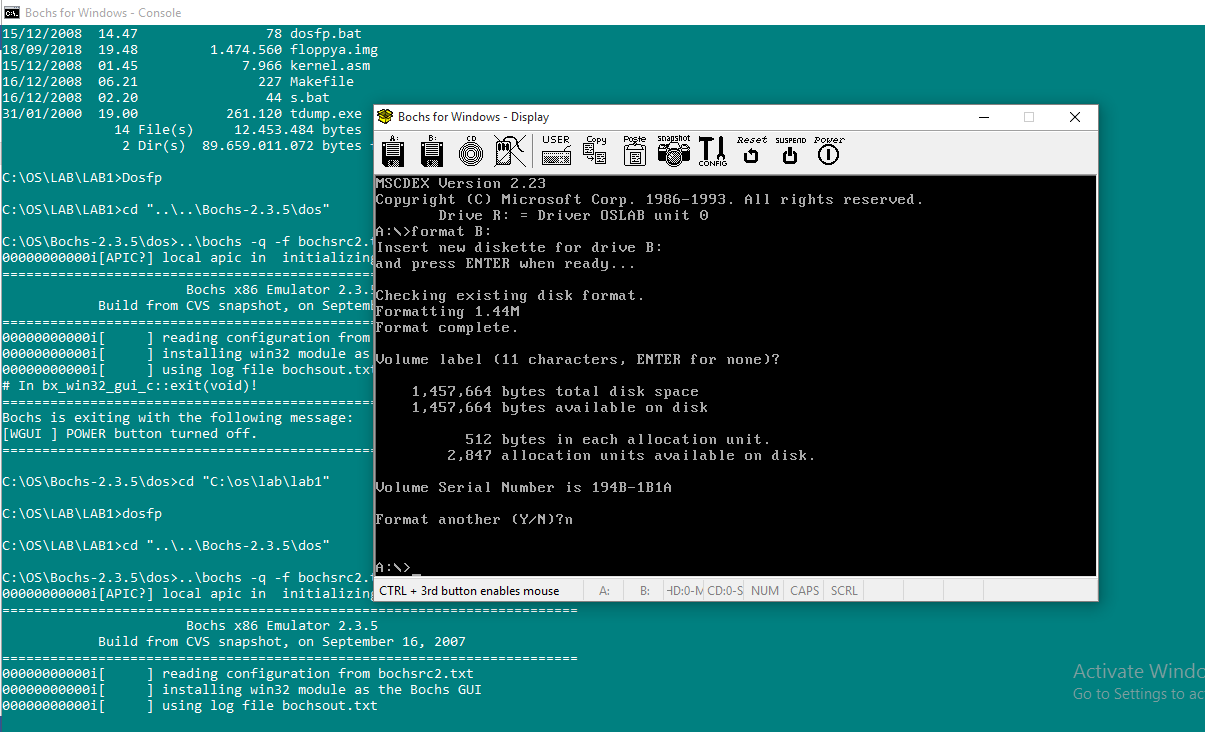 Bochs for Windows - Console
15/12/2008  14.47                78 dosfp.bat
18/09/2018  19.48         1.474.560 floppya.img
15/12/2008  01.45             7.966 kernel.asm
16/12/2008  06.21               227 Makefile
16/12/2008  02.20                44 s.bat
31/01/2000  19.00           261.120 tdump.exe
14 File(s)     12.453.484 bytes
2 Dir(s)  89.659.011.072 bytes
C:\OS\LAB\LAB1>Dosfp
C:\OS\LAB\LAB1>cd "..\..\Bochs-2.3.5\dos"
C:\OS\Bochs-2.3.5\dos>..\bochs -q -f bochsrc2.
00000000000i[APIC?] local apic in  initializing
========================================
Bochs x86 Emulator 2.3.5
Build from CVS snapshot, on Septem
========================================
00000000000i[     ] reading configuration from
00000000000i[     ] installing win32 module as
00000000000i[     ] using log file bochsout.txt
# In bx_win32_gui_c::exit(void)!
========================================
Bochs is exiting with the following message:
[WGUI ] POWER button turned off.
========================================
C:\OS\Bochs-2.3.5\dos>cd "C:\os\lab\lab1"
C:\OS\LAB\LAB1>dosfp
C:\OS\LAB\LAB1>cd "..\..\Bochs-2.3.5\dos"
C:\OS\Bochs-2.3.5\dos>..\bochs -q -f bochsrc2.
00000000000i[APIC?] local apic in  initializing
========================================================================
Bochs x86 Emulator 2.3.5
Build from CVS snapshot, on September 16, 2007
========================================================================
00000000000i[     ] reading configuration from bochsrc2.txt
00000000000i[     ] installing win32 module as the Bochs GUI
00000000000i[     ] using log file bochsout.txt
Bochs for Windows - Display
A: B: CD USER Copy Paste snapshot CONFIG Reset SUSPEND Power
MSCDEX Version 2.23
Copyright (C) Microsoft Corp. 1986-1993. All rights reserved.
Drive R: = Driver OSLAB unit 0
A:\>format B:
Insert new diskette for drive B:
and press ENTER when ready...
Checking existing disk format.
Formatting 1.44M
Format complete.
Volume label (11 characters, ENTER for none)?
1,457,664 bytes total disk space
1,457,664 bytes available on disk
512 bytes in each allocation unit.
2,847 allocation units available on disk.
Volume Serial Number is 194B-1B1A
Format another (Y/N)?n
A:\>_
CTRL + 3rd button enables mouse A: B: HD:0-M CD:0-S NUM CAPS SCRL
Activate Windo
Go to Settings to ac